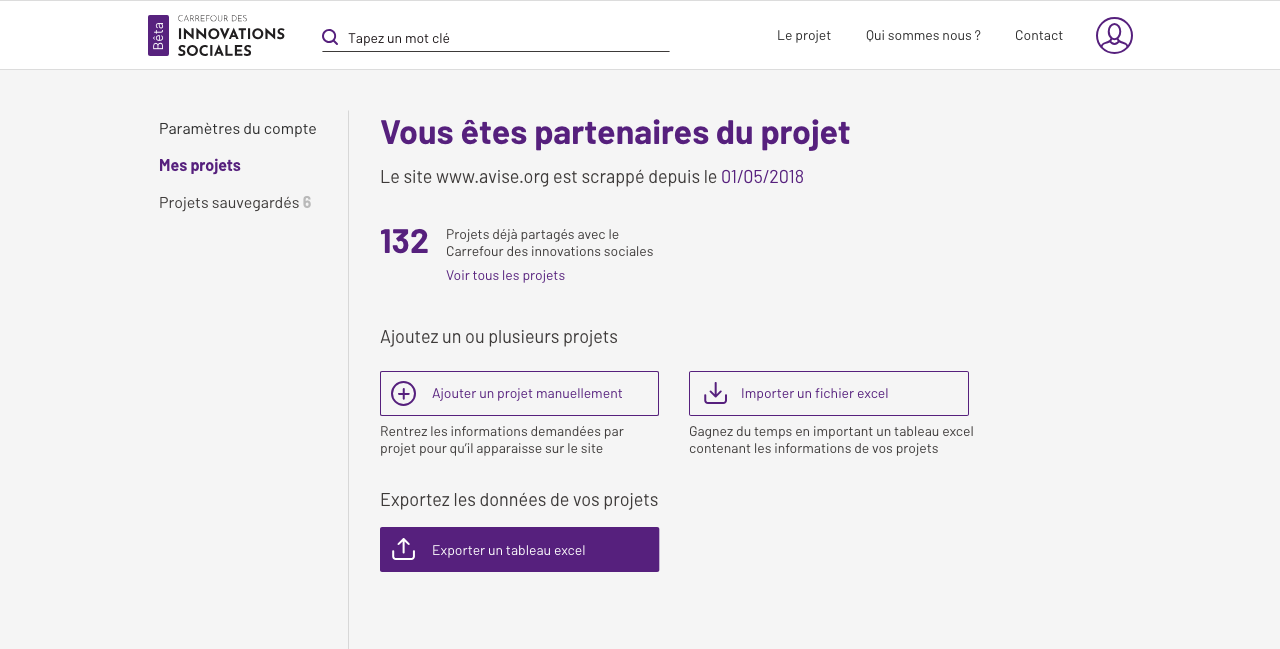 Bêta
CARREFOUR DES
INNOVATIONS
SOCIALES
Tapez un mot clé
Le projet
Qui sommes nous ?
Contact
Paramètres du compte
Mes projets
Projets sauvegardés 6
Vous êtes partenaires du projet
Le site www.avise.org est scrappé depuis le 01/05/2018
132
Projets déjà partagés avec le
Carrefour des innovations sociales
Voir tous les projets
Ajoutez un ou plusieurs projets
Ajouter un projet manuellement
Rentrez les informations demandées par
projet pour qu’il apparaisse sur le site
Importer un fichier excel
Gagnez du temps en important un tableau excel
contenant les informations de vos projets
Exportez les données de vos projets
Exporter un tableau excel